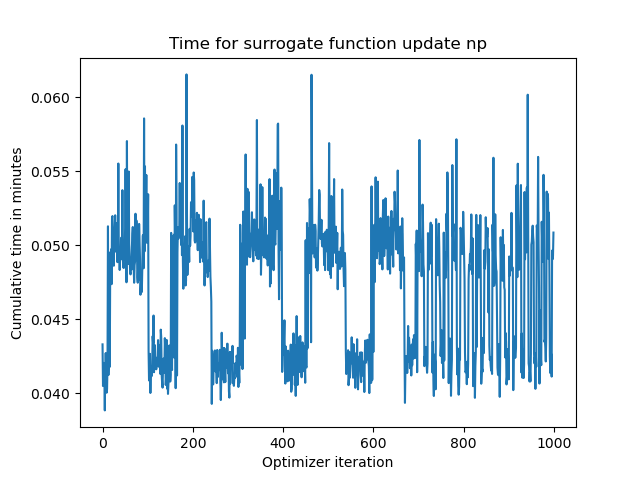 Time for surrogate function update np
0.060
0.055
0.050
0.045
0.040
Cumulative time in minutes
0 200 400 600 800 1000
Optimizer iteration